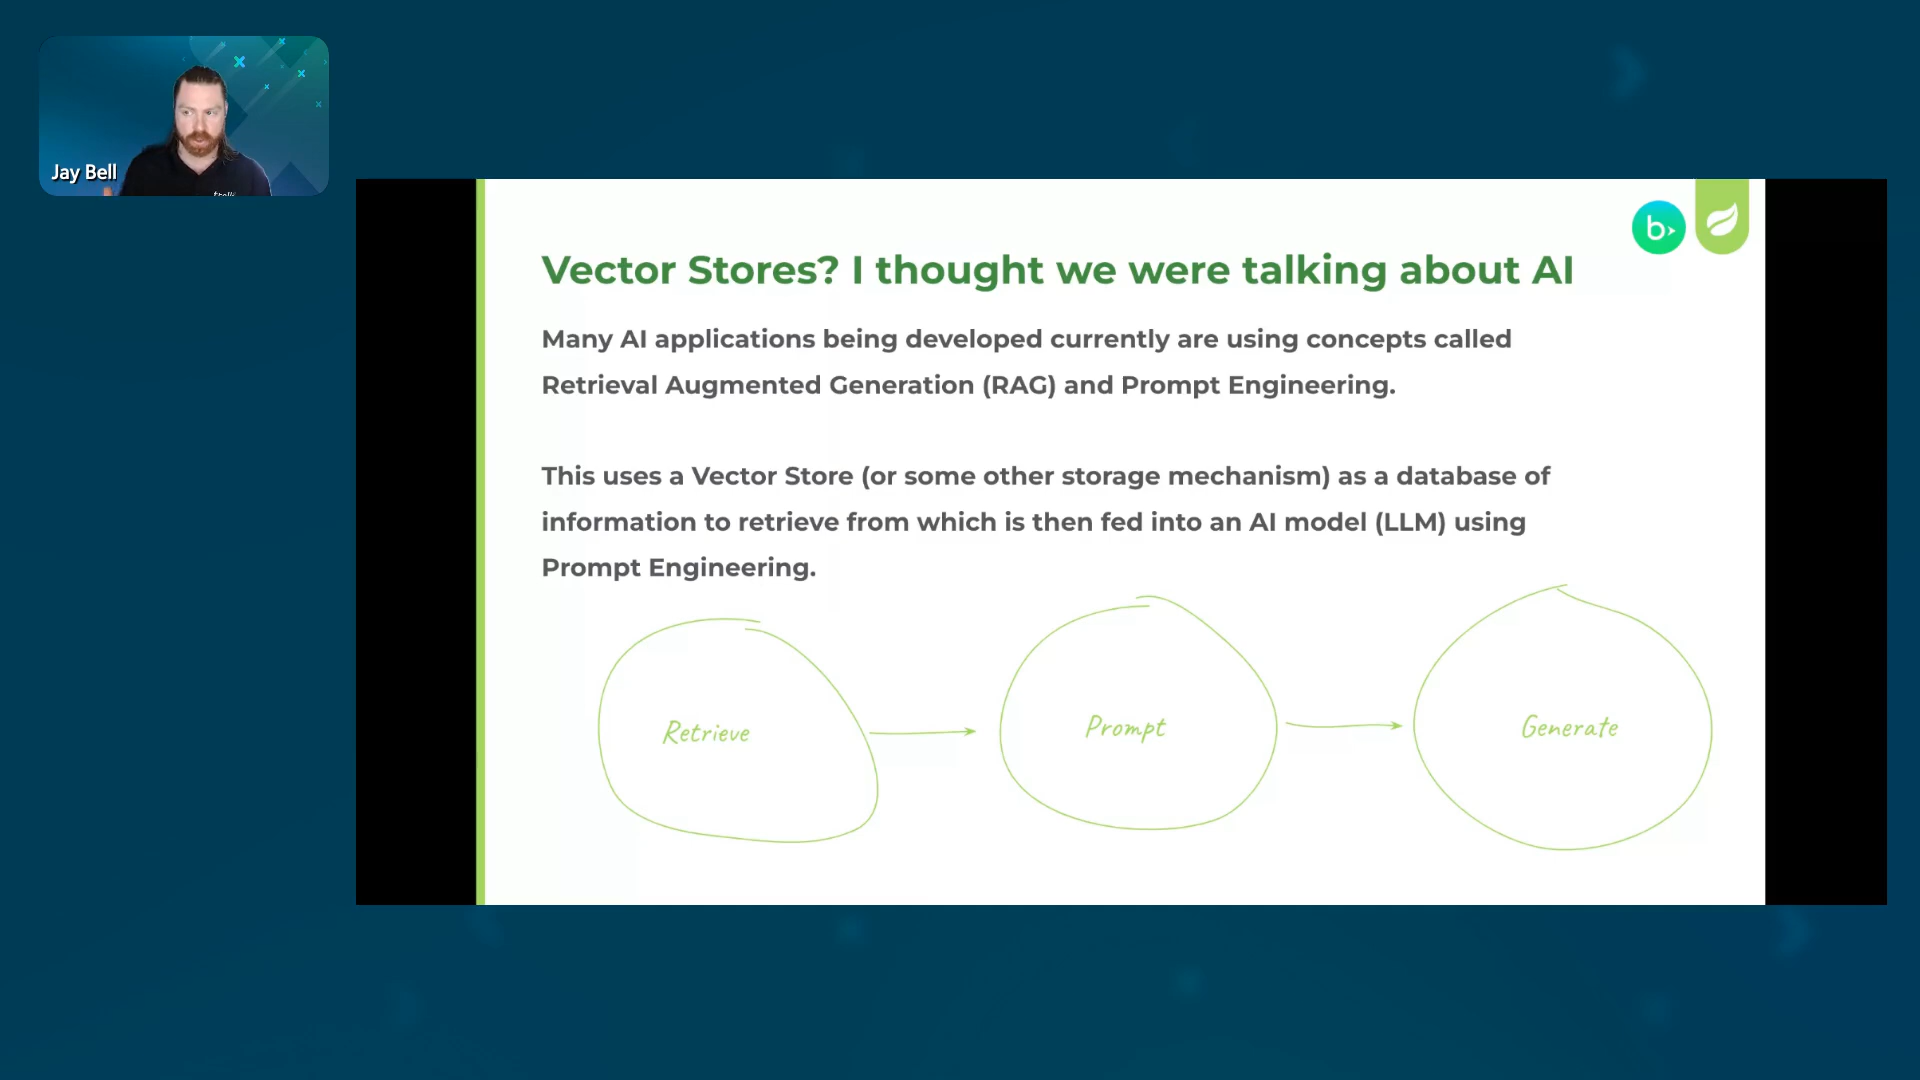 Jay Bell
b
Vector Stores? I thought we were talking about AI
Many AI applications being developed currently are using concepts called
Retrieval Augmented Generation (RAG) and Prompt Engineering.
This uses a Vector Store (or some other storage mechanism) as a database of
information to retrieve from which is then fed into an AI model (LLM) using
Prompt Engineering.
Retrieve
Prompt
Generate